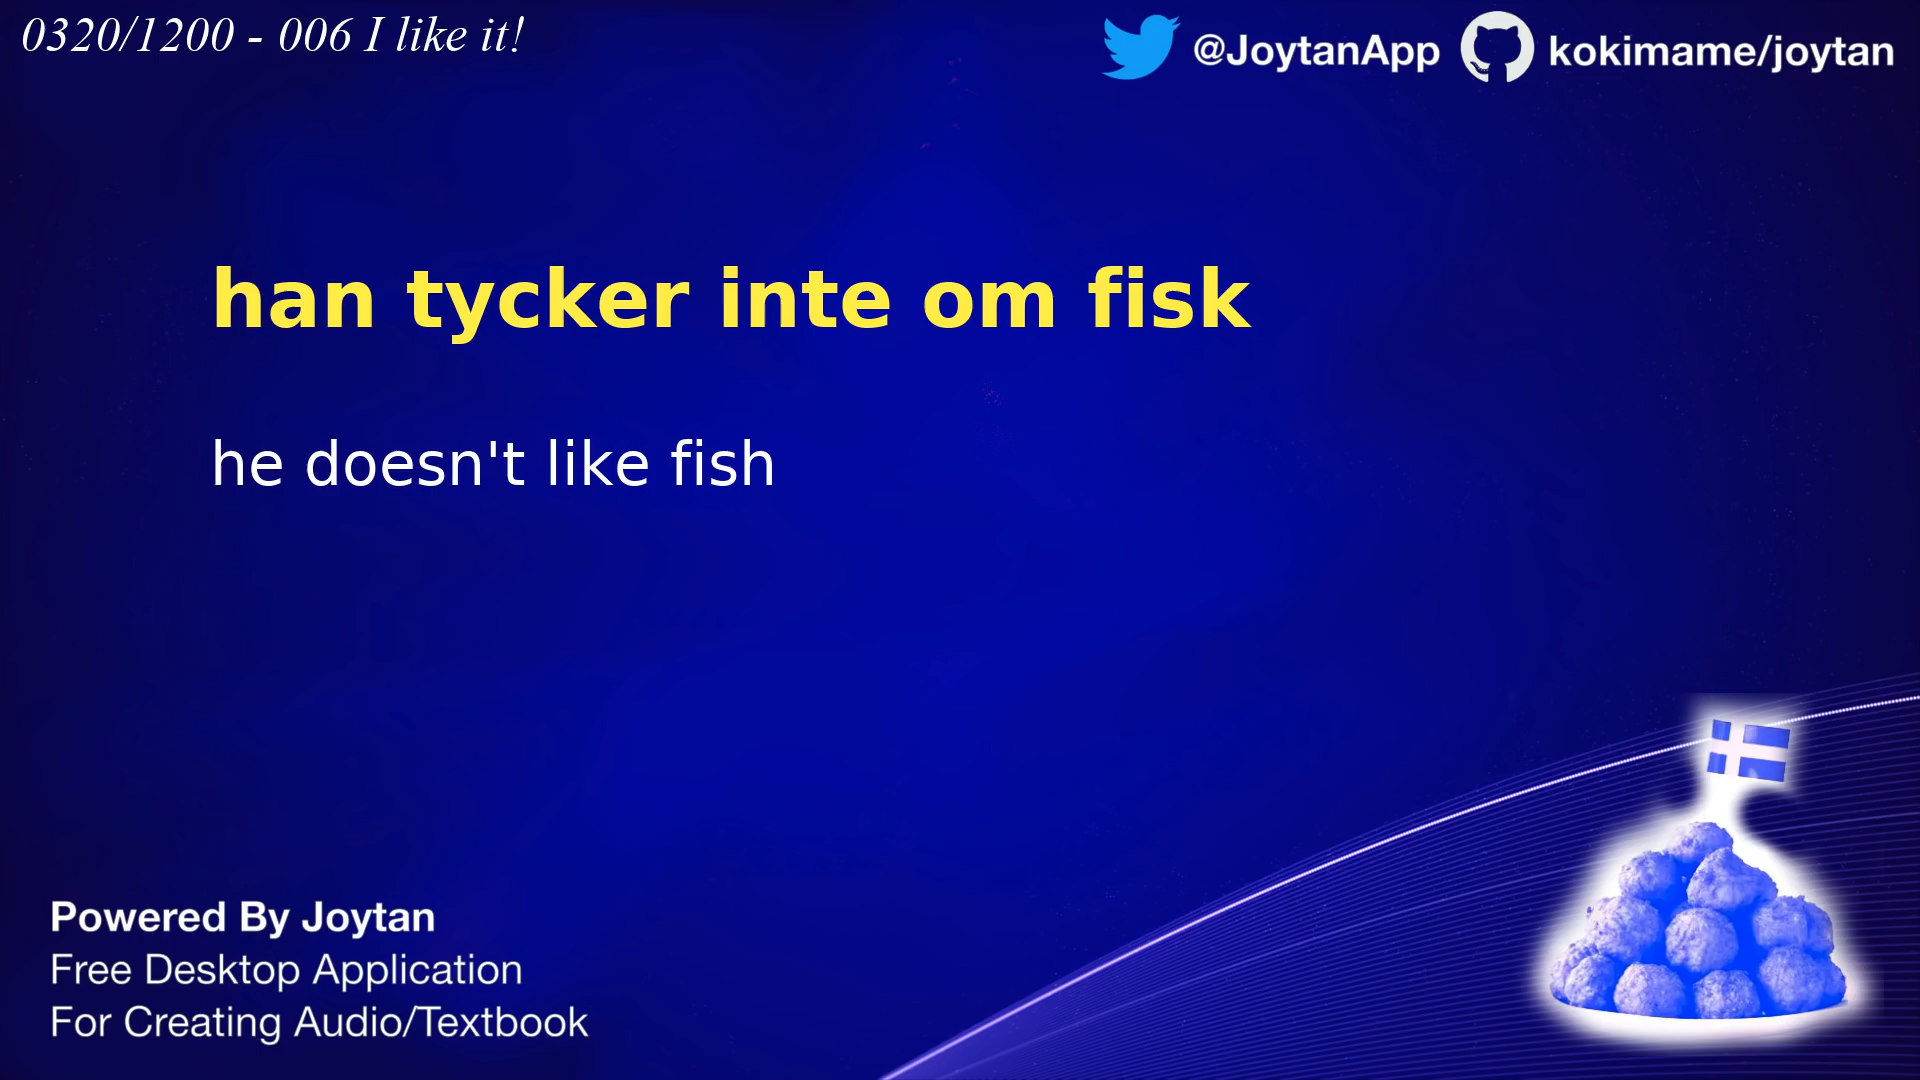 0320/1200 - 006 I like it!
@JoytanApp
kokimame/joytan
han tycker inte om fisk
he doesn't like fish
Powered By Joytan
Free Desktop Application
For Creating Audio/Textbook